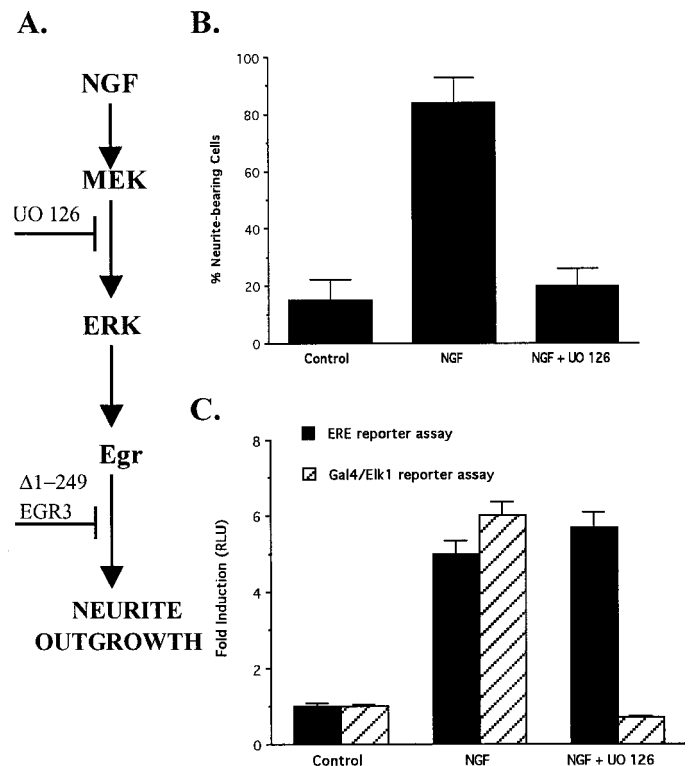 A.
NGF
MEK
UO 126
ERK
Egr
Δ1–249
EGR3
NEURITE
OUTGROWTH
B.
% Neurite-bearing Cells
100
80
60
40
20
0
Control
NGF
NGF + UO 126
C.
ERE reporter assay
Gal4/Elk1 reporter assay
Fold Induction (RLU)
8
6
4
2
0
Control
NGF
NGF + UO 126